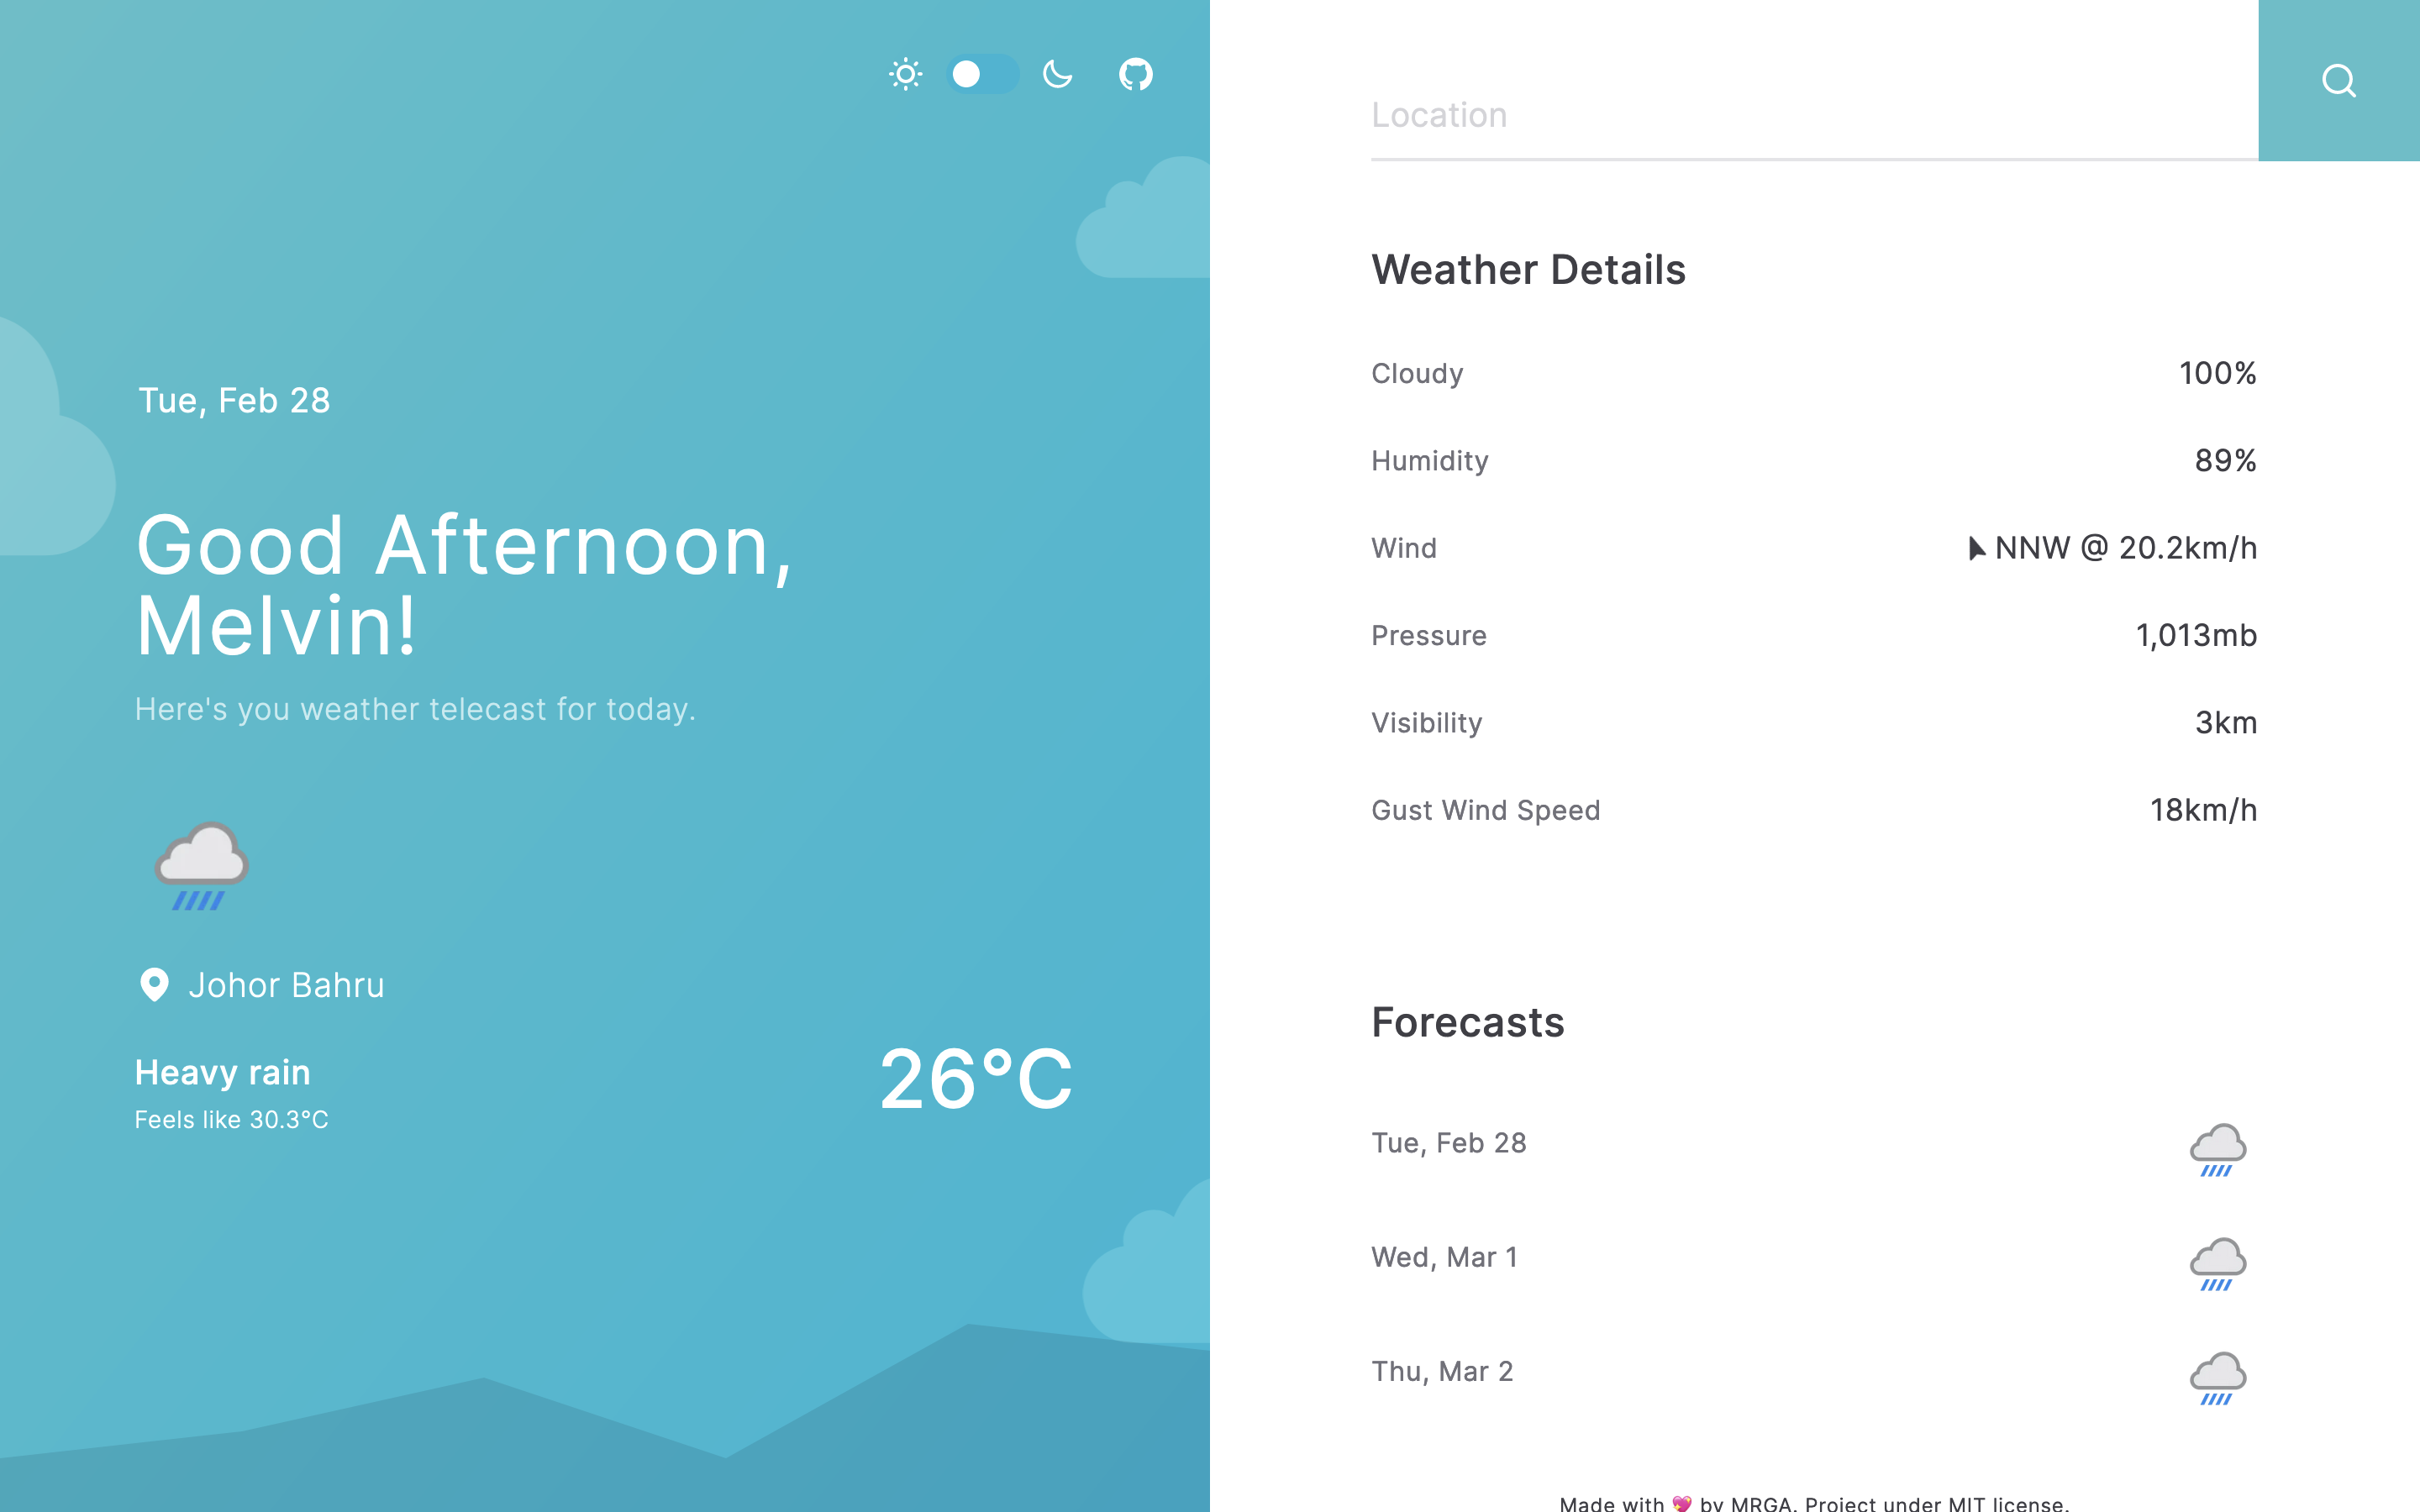 Tue, Feb 28
Good Afternoon,
Melvin!
Here's you weather telecast for today.
Johor Bahru
Heavy rain
Feels like 30.3°C
26°C
Location
Weather Details
Cloudy 100%
Humidity 89%
Wind NNW @ 20.2km/h
Pressure 1,013mb
Visibility 3km
Gust Wind Speed 18km/h
Forecasts
Tue, Feb 28
Wed, Mar 1
Thu, Mar 2
Made with 💖 by MRGA. Project under MIT license.